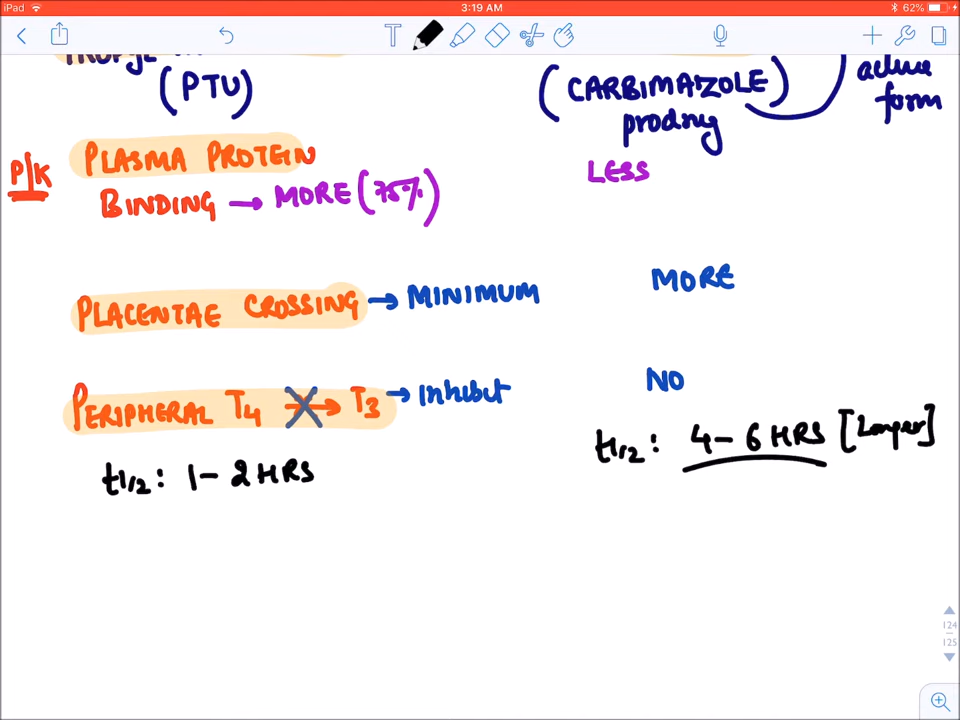 iPad 3:19 AM 62%
T
(PTU)
(CARBIMAZOLE)
prodrug
active
form
P|K
PLASMA PROTEIN
BINDING → MORE (75%)
LESS
PLACENTAE CROSSING → MINIMUM
MORE
PERIPHERAL T4 → T3 → Inhibit
NO
t1/2: 1-2 HRS
t1/2: 4-6 HRS [Longer]
124
125